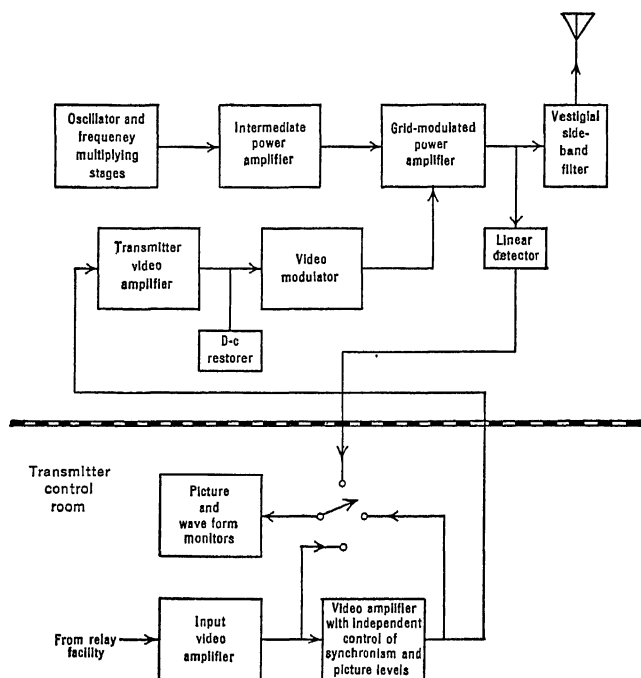 Oscillator and
frequency
multiplying
stages
Intermediate
power
amplifier
Grid-modulated
power
amplifier
Vestigial
side-
band
filter
Transmitter
video
amplifier
Video
modulator
Linear
detector
D-c
restorer
Transmitter
control
room
Picture
and
wave form
monitors
From relay
facility
Input
video
amplifier
Video amplifier
with independent
control of
synchronism and
picture levels